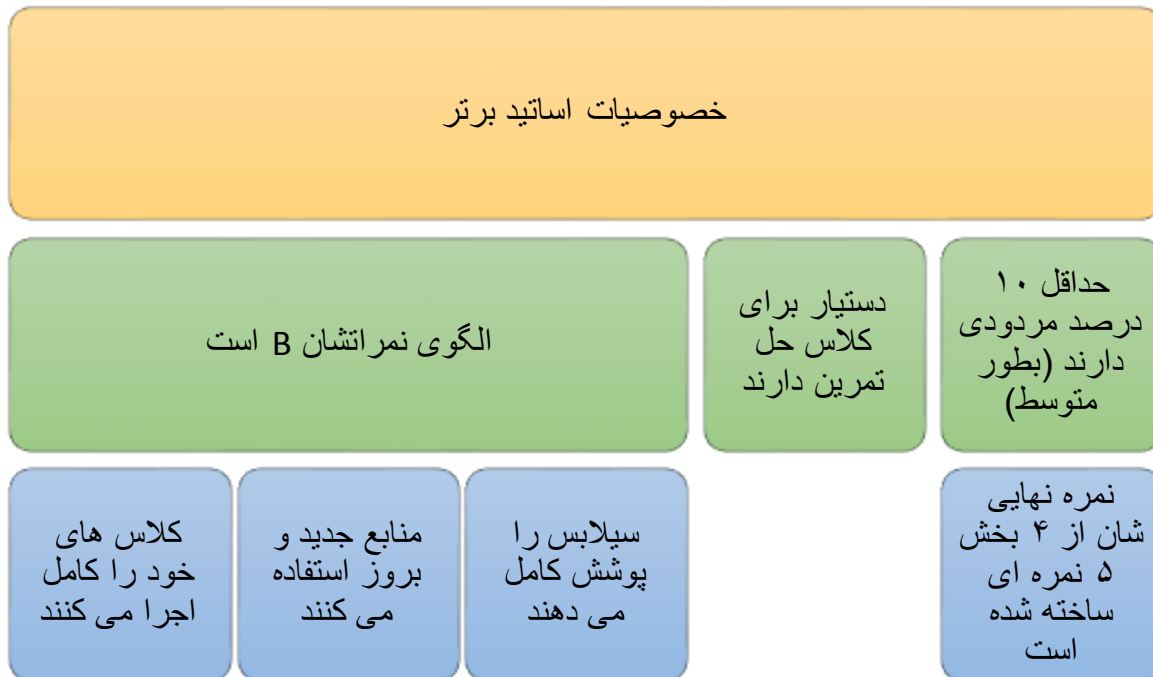 خصوصیات اساتید برتر
حداقل ۱۰
درصد مردودی
دارند (بطور
متوسط)
دستیار برای
کلاس حل
تمرین دارند
الگوی نمراتشان B است
نمره نهایی
شان از ۴ بخش
۵ نمره ای
ساخته شده
است
سیلابس را
پوشش کامل
می دهند
منابع جدید و
بروز استفاده
می کنند
کلاس های
خود را کامل
اجرا می کنند